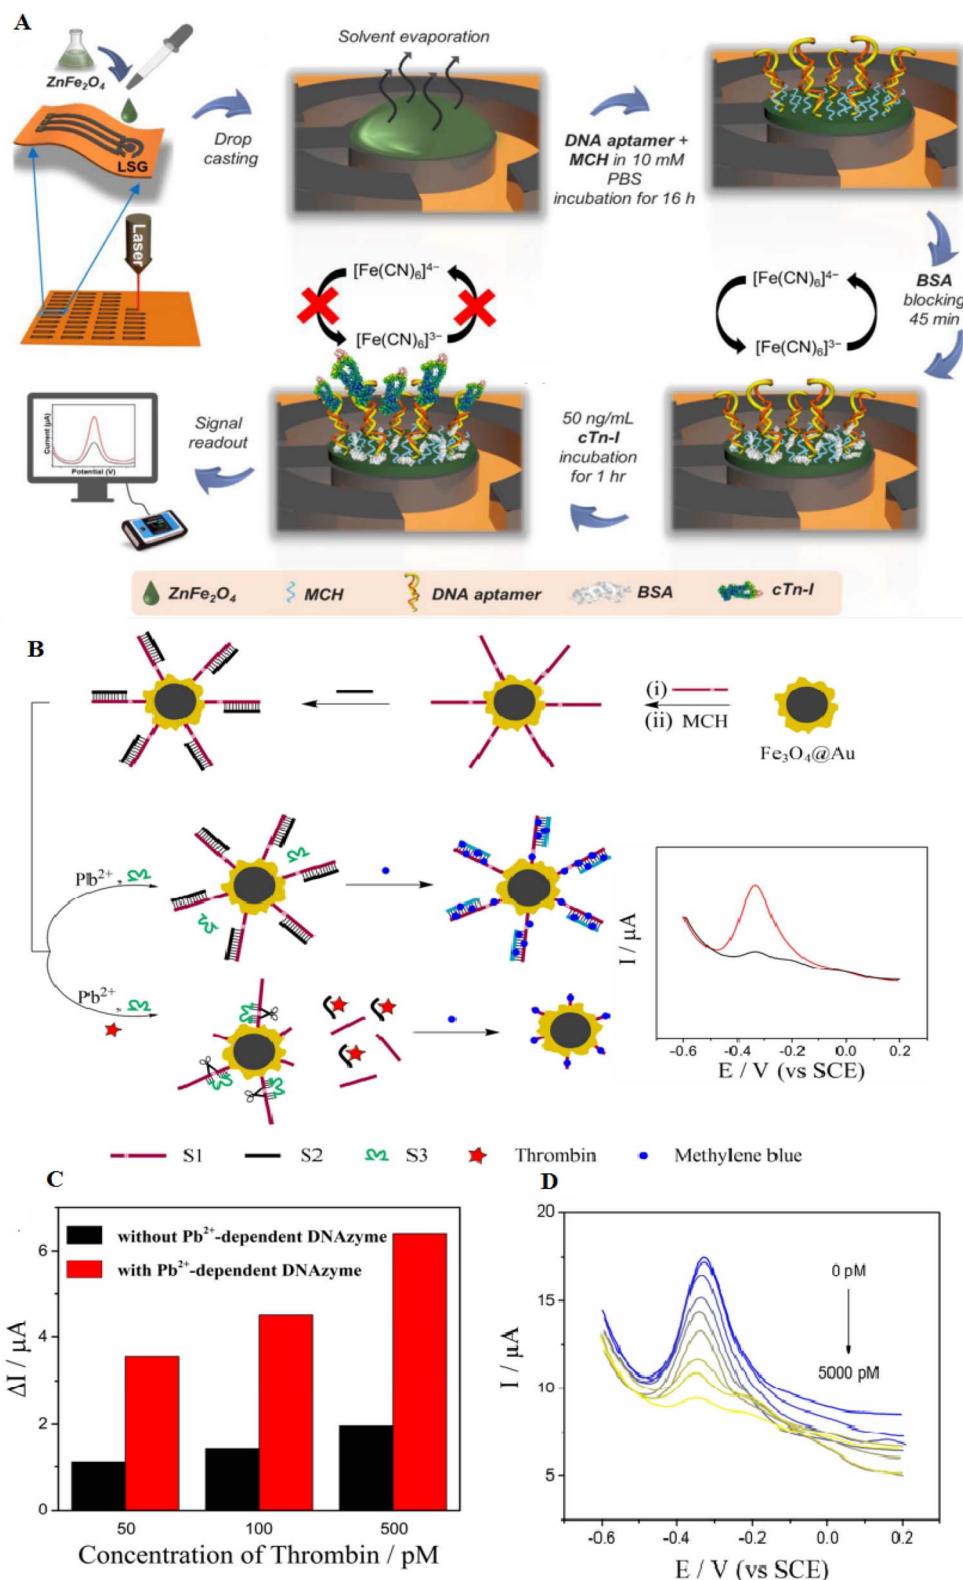 A
ZnFe₂O₄
LSG
Laser
Drop
casting
Solvent evaporation
DNA aptamer +
MCH in 10 mM
PBS
incubation for 16 h
BSA
blocking
45 min
[Fe(CN)₆]⁴⁻
[Fe(CN)₆]³⁻
[Fe(CN)₆]⁴⁻
[Fe(CN)₆]³⁻
50 ng/mL
cTn-I
incubation
for 1 hr
Signal
readout
Current (µA)
Potential (V)
ZnFe₂O₄ MCH DNA aptamer BSA cTn-I
B
(i)
(ii) MCH
Fe₃O₄@Au
Pb²⁺,
Pb²⁺,
I / µA
-0.6 -0.4 -0.2 0.0 0.2
E / V (vs SCE)
S1 S2 S3 Thrombin Methylene blue
C
without Pb²⁺-dependent DNAzyme
with Pb²⁺-dependent DNAzyme
6
4
2
0
ΔI / µA
50 100 500
Concentration of Thrombin / pM
D
20
15
10
5
I / µA
0 pM
5000 pM
-0.6 -0.4 -0.2 0.0 0.2
E / V (vs SCE)